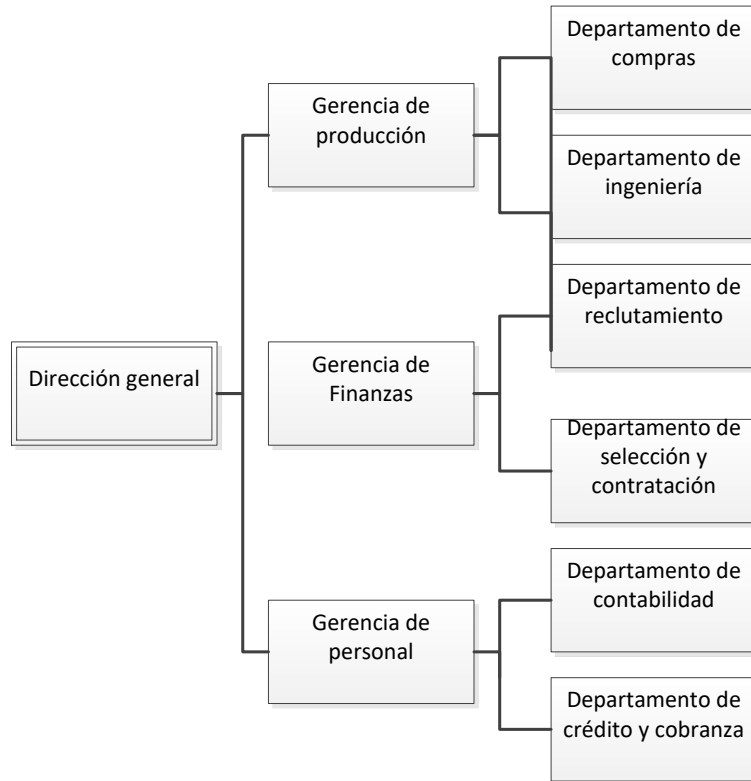 Departamento de
compras
Gerencia de
producción
Departamento de
ingeniería
Departamento de
reclutamiento
Dirección general
Gerencia de
Finanzas
Departamento de
selección y
contratación
Departamento de
contabilidad
Gerencia de
personal
Departamento de
crédito y cobranza